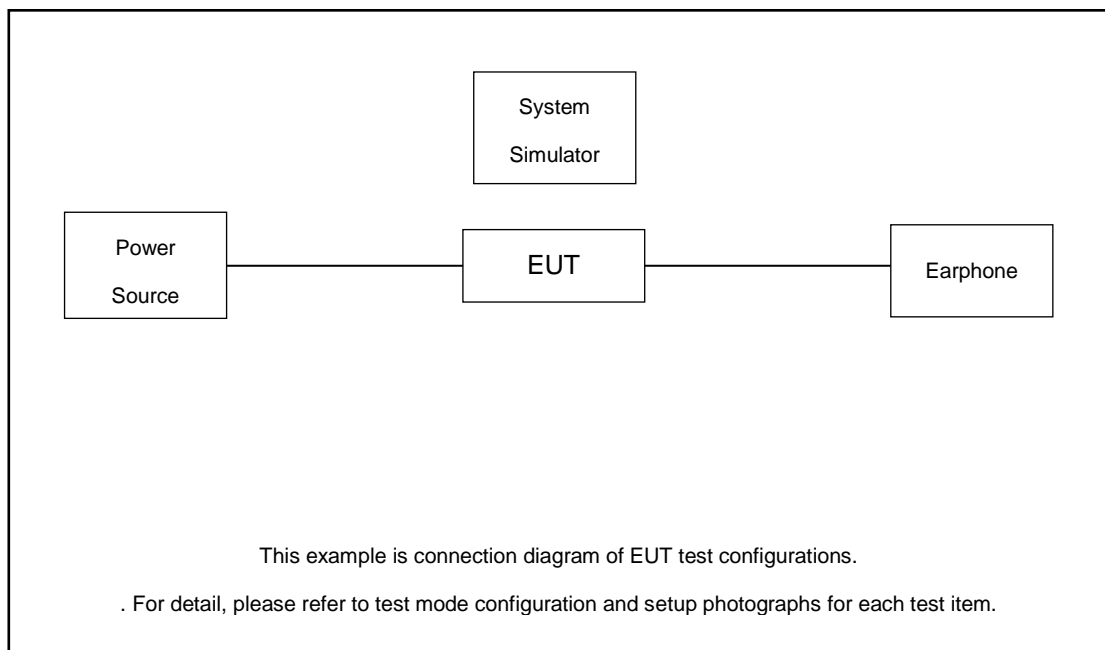 System
Simulator
Power
Source
EUT
Earphone
This example is connection diagram of EUT test configurations.
. For detail, please refer to test mode configuration and setup photographs for each test item.